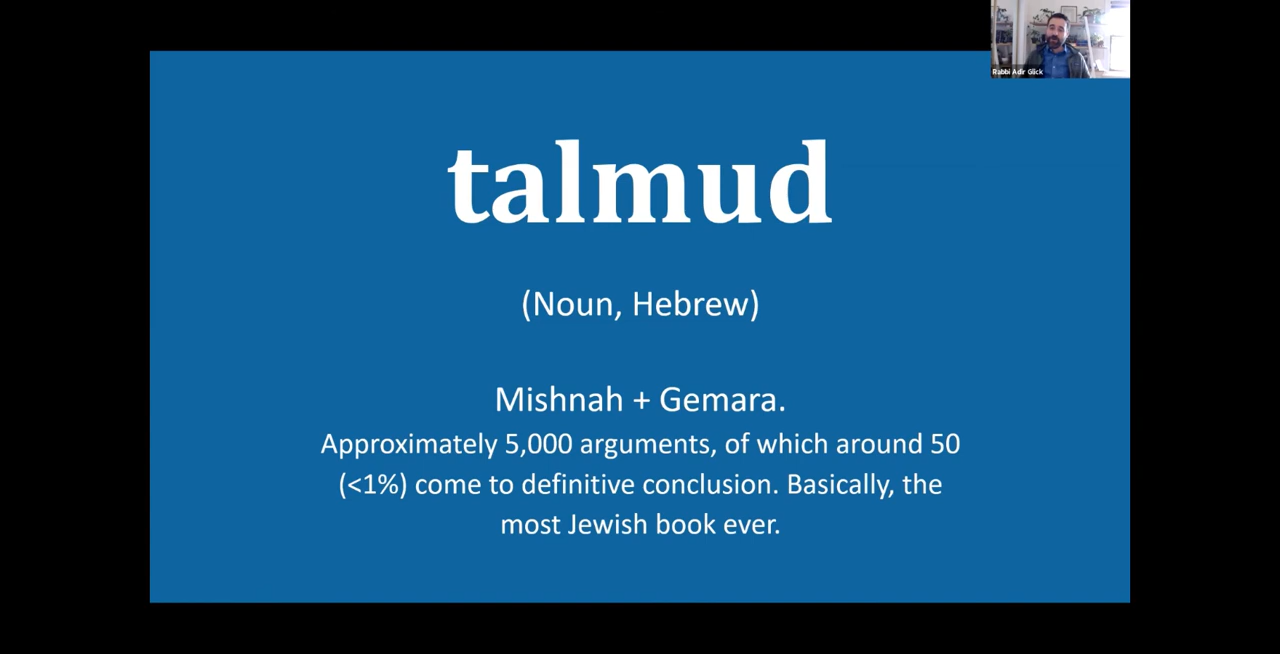 Rabbi Adir Glick
talmud
(Noun, Hebrew)
Mishnah + Gemara.
Approximately 5,000 arguments, of which around 50
(<1%) come to definitive conclusion. Basically, the
most Jewish book ever.